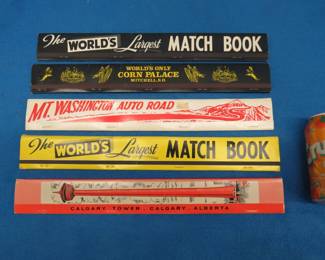 The WORLD'S Largest MATCH BOOK
WORLD'S ONLY
CORN PALACE
MITCHELL, S.D.
MT. WASHINGTON AUTO ROAD
The WORLD'S Largest MATCH BOOK
CALGARY TOWER, CALGARY, ALBERTA